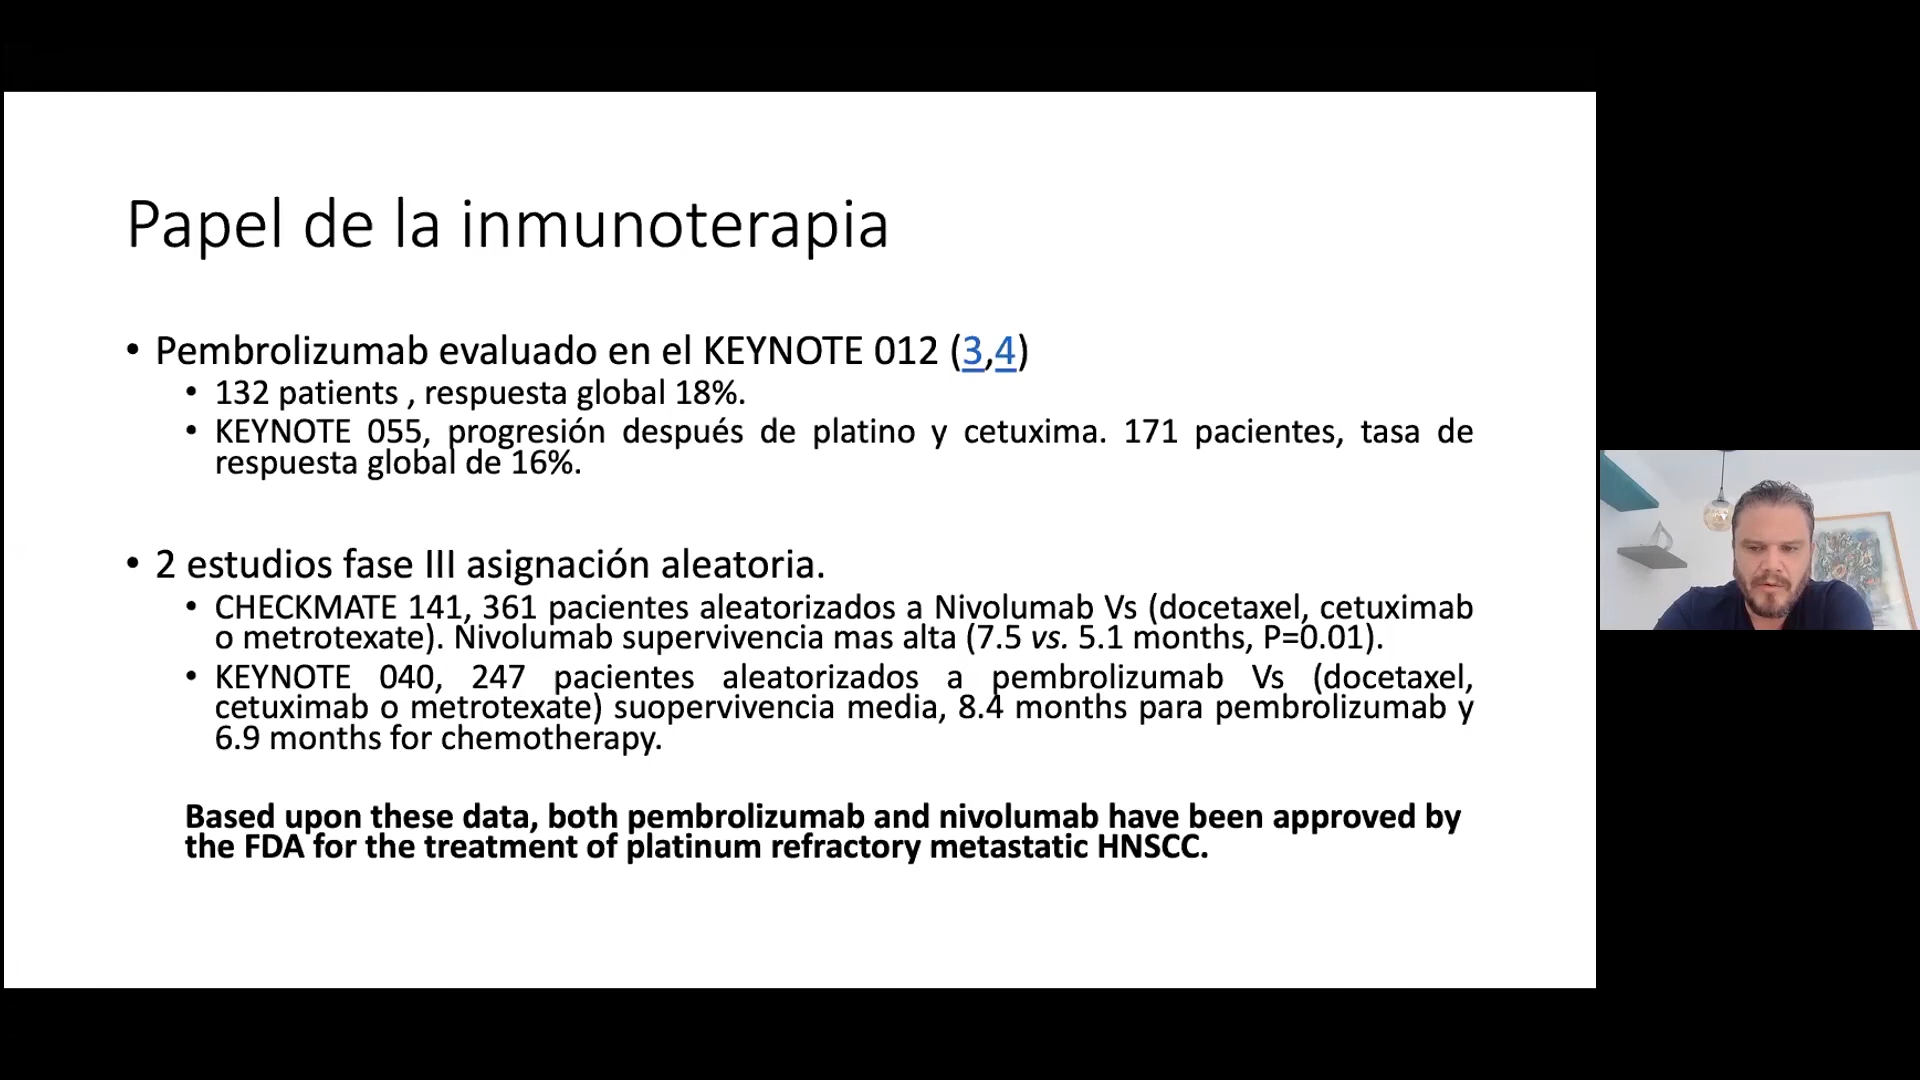 Papel de la inmunoterapia
• Pembrolizumab evaluado en el KEYNOTE 012 (3,4)
• 132 patients , respuesta global 18%.
• KEYNOTE 055, progresión después de platino y cetuxima. 171 pacientes, tasa de
respuesta global de 16%.
• 2 estudios fase III asignación aleatoria.
• CHECKMATE 141, 361 pacientes aleatorizados a Nivolumab Vs (docetaxel, cetuximab
o metrotexate). Nivolumab supervivencia mas alta (7.5 vs. 5.1 months, P=0.01).
• KEYNOTE 040, 247 pacientes aleatorizados a pembrolizumab Vs (docetaxel,
cetuximab o metrotexate) suopervivencia media, 8.4 months para pembrolizumab y
6.9 months for chemotherapy.
Based upon these data, both pembrolizumab and nivolumab have been approved by
the FDA for the treatment of platinum refractory metastatic HNSCC.